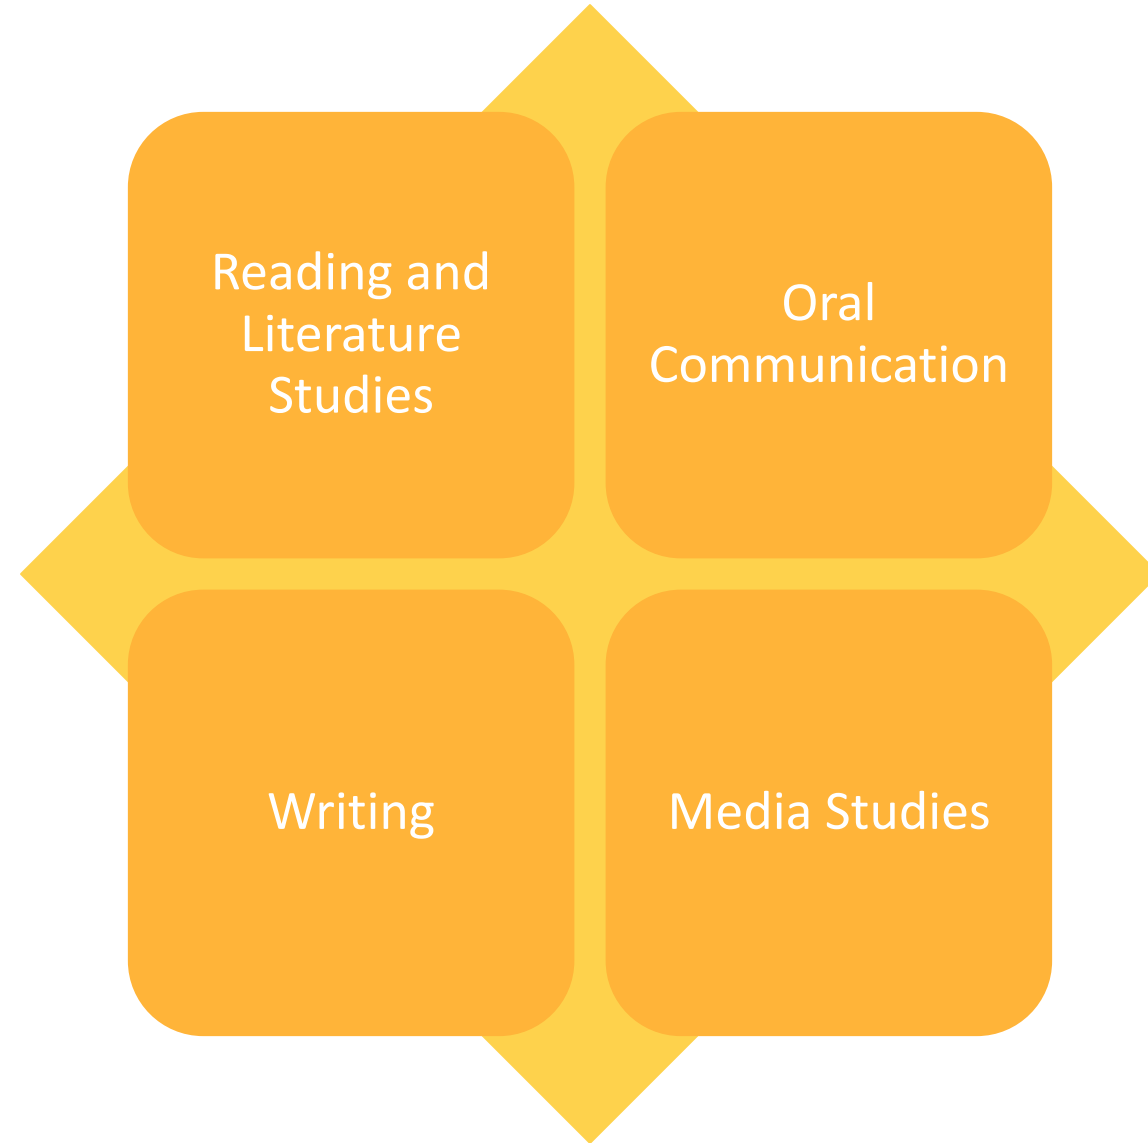 Reading and
Literature
Studies
Oral
Communication
Writing
Media Studies